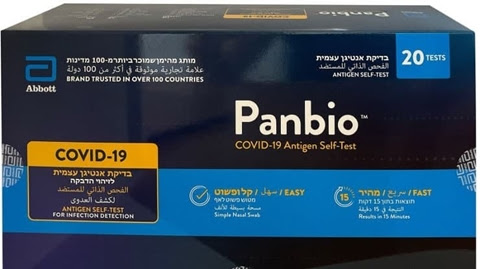 Abbott
מותג מהימן שמוכר ביותר מ-100 מדינות
علامة تجارية موثوقة في أكثر من 100 دولة
BRAND TRUSTED IN OVER 100 COUNTRIES
בדיקת אנטיגן עצמית
الفحص الذاتي للمستضد
ANTIGEN SELF-TEST
20 TESTS
Panbio™
COVID-19 Antigen Self-Test
COVID-19
בדיקת אנטיגן עצמית
לזיהוי הדבקה
الفحص الذاتي للمستضد
لكشف العدوى
ANTIGEN SELF-TEST
FOR INFECTION DETECTION
קל ופשוט / سهل / EASY
מטוש פשוט לאף
مسحة بسيطة للأنف
Simple Nasal Swab
15
מהיר / سريع / FAST
תוצאות בתוך 15 דקות
النتيجة في 15 دقيقة
Results in 15 Minutes